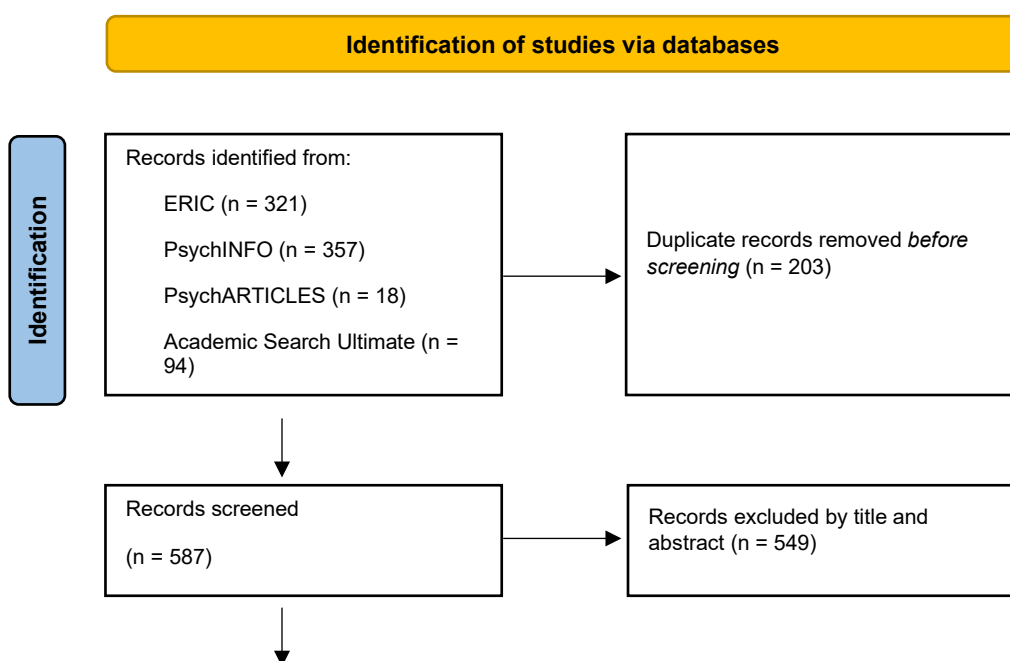 Identification of studies via databases
Identification
Records identified from:
ERIC (n = 321)
PsychINFO (n = 357)
PsychARTICLES (n = 18)
Academic Search Ultimate (n =
94)
Duplicate records removed before
screening (n = 203)
Records screened
(n = 587)
Records excluded by title and
abstract (n = 549)